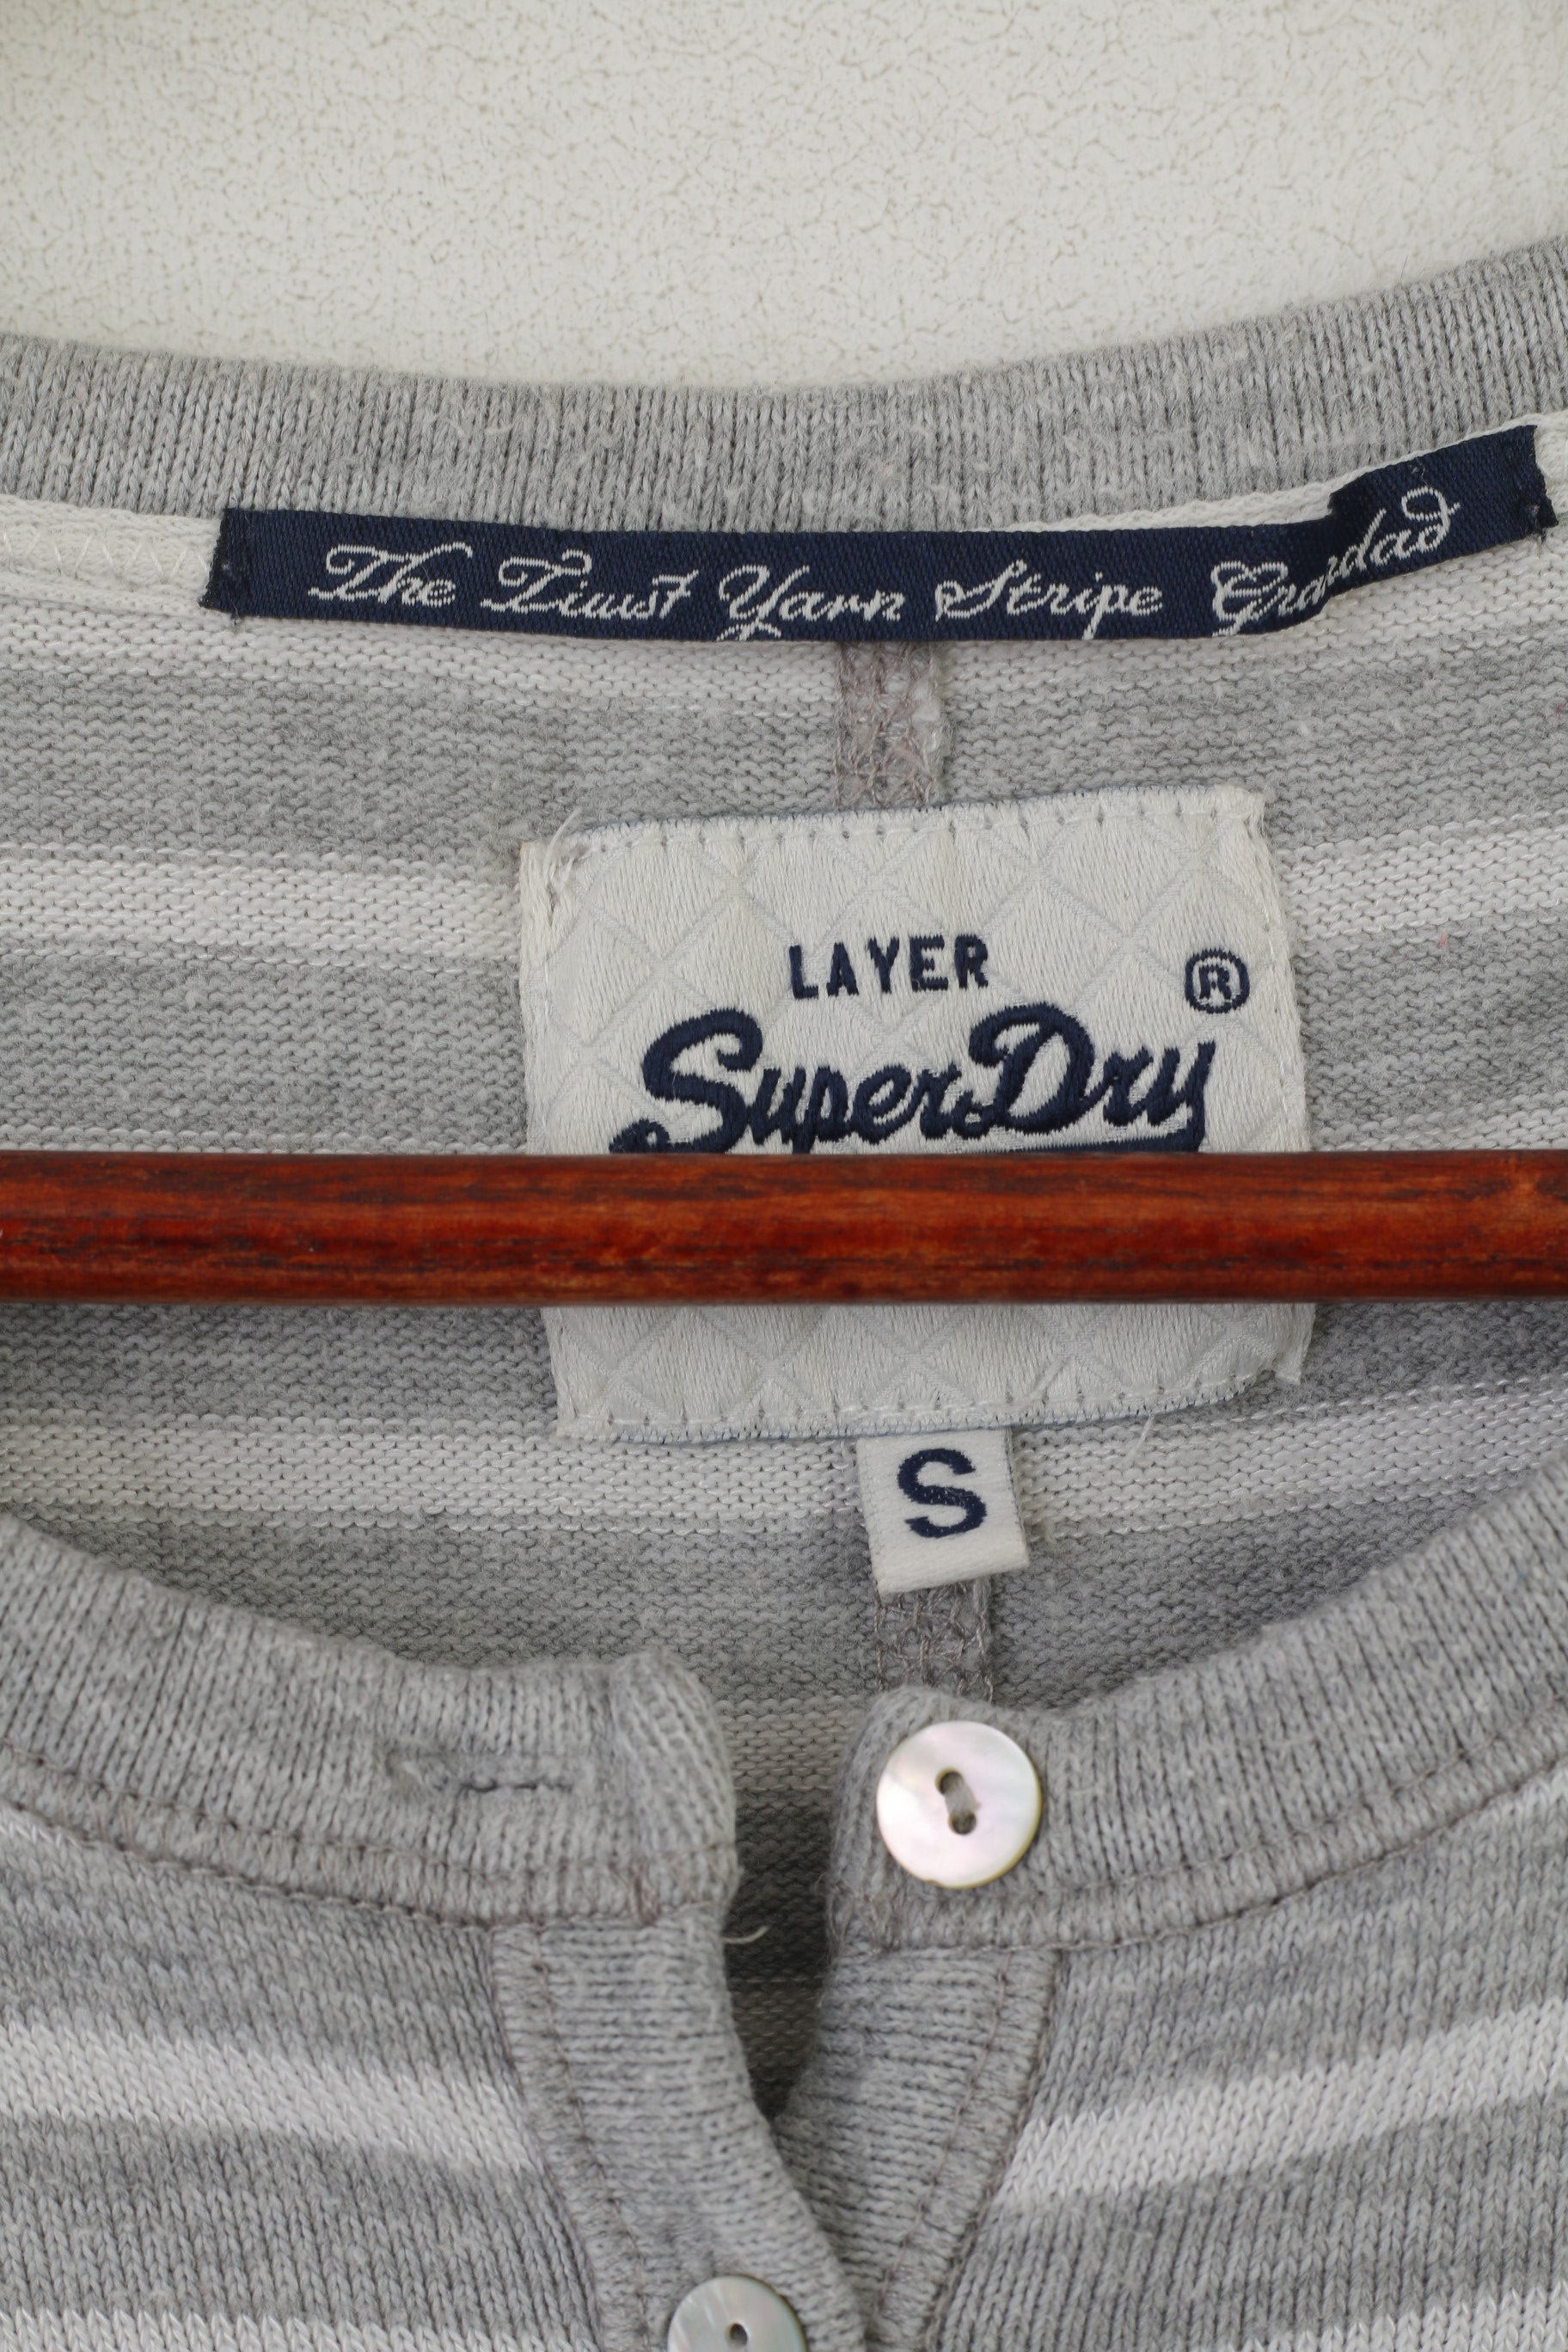 The Twist Yarn Stripe Grandad
LAYER
®
SuperDry
S